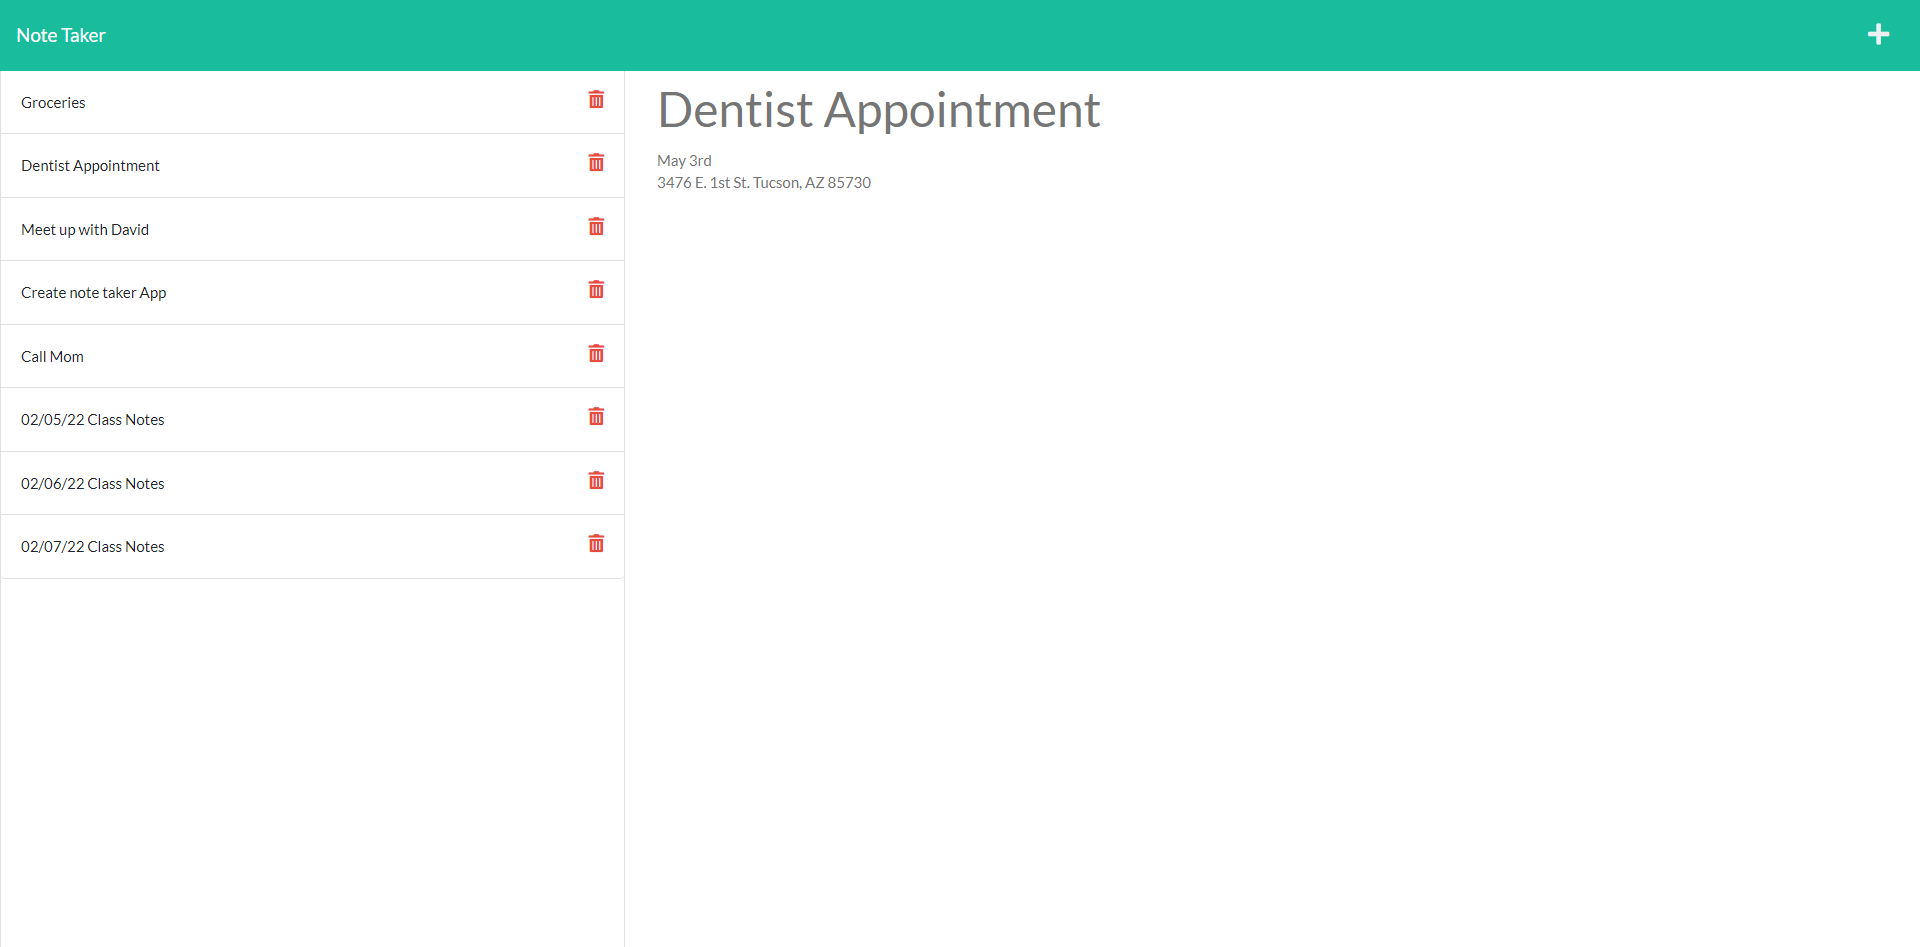 Note Taker
Groceries
Dentist Appointment
Meet up with David
Create note taker App
Call Mom
02/05/22 Class Notes
02/06/22 Class Notes
02/07/22 Class Notes
Dentist Appointment
May 3rd
3476 E. 1st St. Tucson, AZ 85730